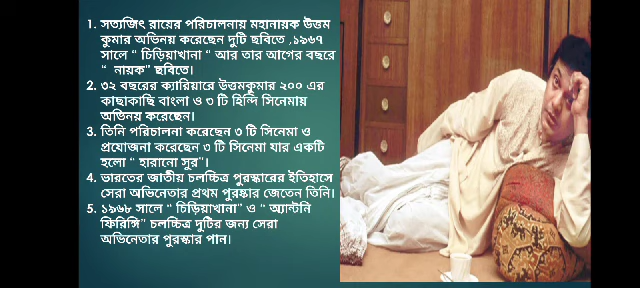 1. সত্যজিৎ রায়ের পরিচালনায় মহানায়ক উত্তম
কুমার অভিনয় করেছেন দুটি ছবিতে ,১৯৬৭
সালে “ চিড়িয়াখানা “ আর তার আগের বছরে
“ নায়ক” ছবিতে।
2. ৩২ বছরের ক্যারিয়ারে উত্তমকুমার ২০০ এর
কাছাকাছি বাংলা ও ৩ টি হিন্দি সিনেমায়
অভিনয় করেছেন।
3. তিনি পরিচালনা করেছেন ৩ টি সিনেমা ও
প্রযোজনা করেছেন ৩ টি সিনেমা যার একটি
হলো “ হারানো সুর”।
4. ভারতের জাতীয় চলচ্চিত্র পুরস্কারের ইতিহাসে
সেরা অভিনেতার প্রথম পুরষ্কার জেতেন তিনি।
5. ১৯৬৮ সালে “ চিড়িয়াখানা” ও “ অ্যান্টনি
ফিরিঙ্গি” চলচ্চিত্র দুটির জন্য সেরা
অভিনেতার পুরস্কার পান।